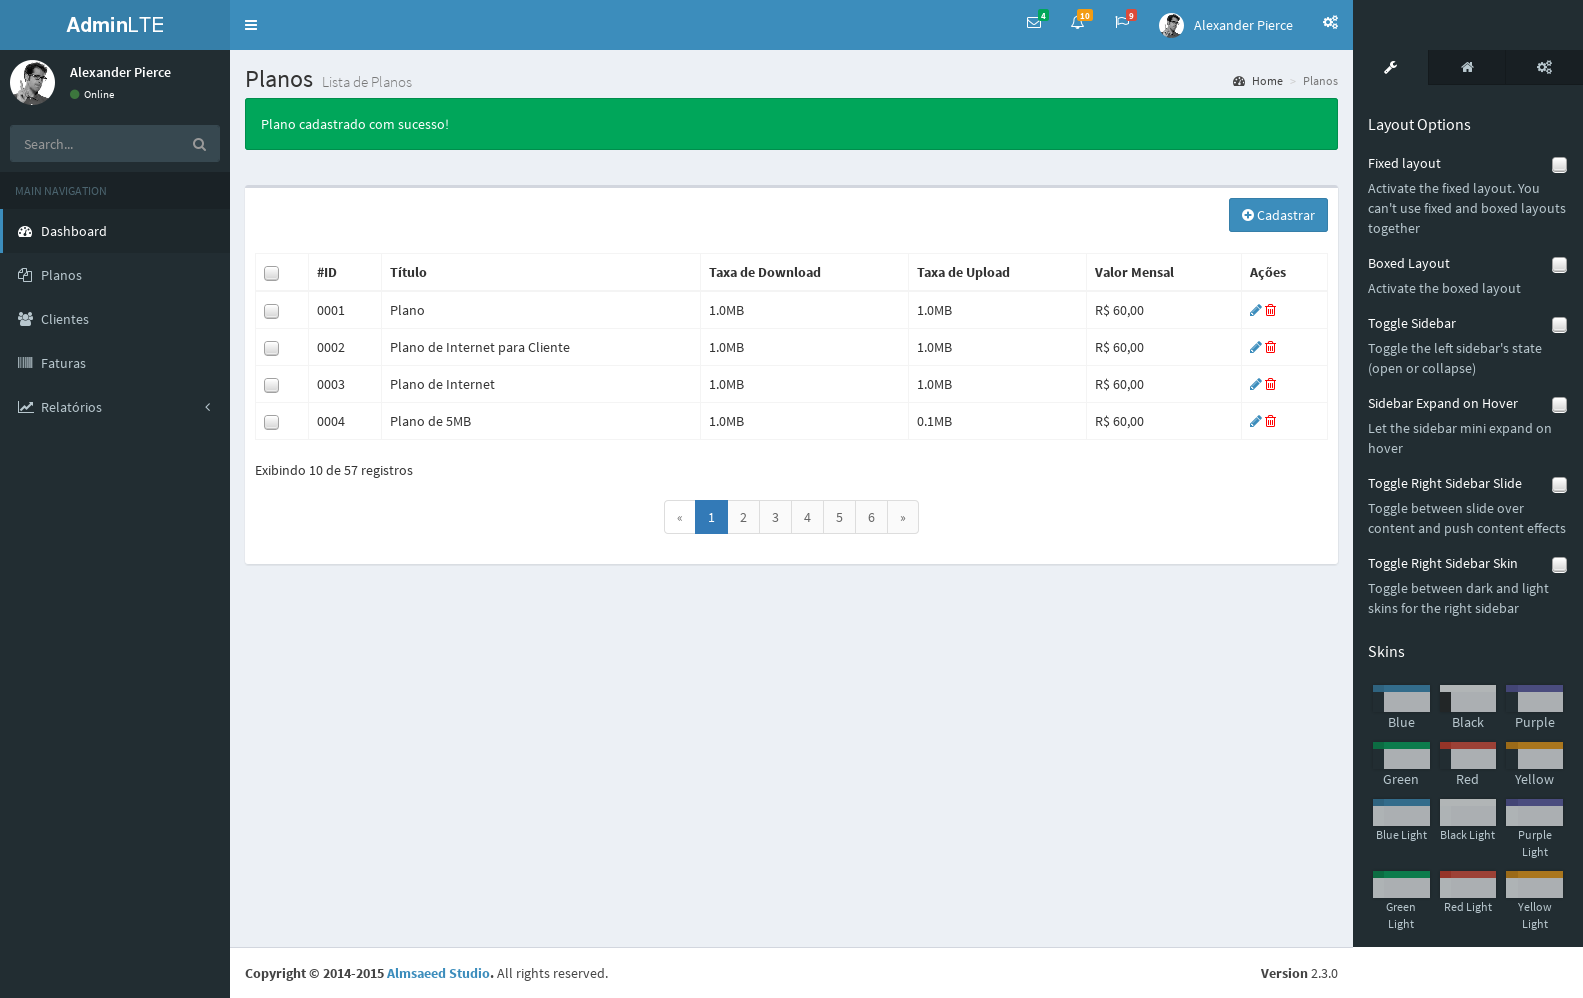 AdminLTE
4
10
9
Alexander Pierce
Alexander Pierce
Online
Search...
MAIN NAVIGATION
Dashboard
Planos
Clientes
Faturas
Relatórios
Planos Lista de Planos
Home > Planos
Plano cadastrado com sucesso!
Cadastrar
#ID Título Taxa de Download Taxa de Upload Valor Mensal Ações
0001 Plano 1.0MB 1.0MB R$ 60,00
0002 Plano de Internet para Cliente 1.0MB 1.0MB R$ 60,00
0003 Plano de Internet 1.0MB 1.0MB R$ 60,00
0004 Plano de 5MB 1.0MB 0.1MB R$ 60,00
Exibindo 10 de 57 registros
« 1 2 3 4 5 6 »
Layout Options
Fixed layout
Activate the fixed layout. You
can't use fixed and boxed layouts
together
Boxed Layout
Activate the boxed layout
Toggle Sidebar
Toggle the left sidebar's state
(open or collapse)
Sidebar Expand on Hover
Let the sidebar mini expand on
hover
Toggle Right Sidebar Slide
Toggle between slide over
content and push content effects
Toggle Right Sidebar Skin
Toggle between dark and light
skins for the right sidebar
Skins
Blue Black Purple
Green Red Yellow
Blue Light Black Light Purple
Light
Green Red Light Yellow
Light Light
Copyright © 2014-2015 Almsaeed Studio. All rights reserved.
Version 2.3.0